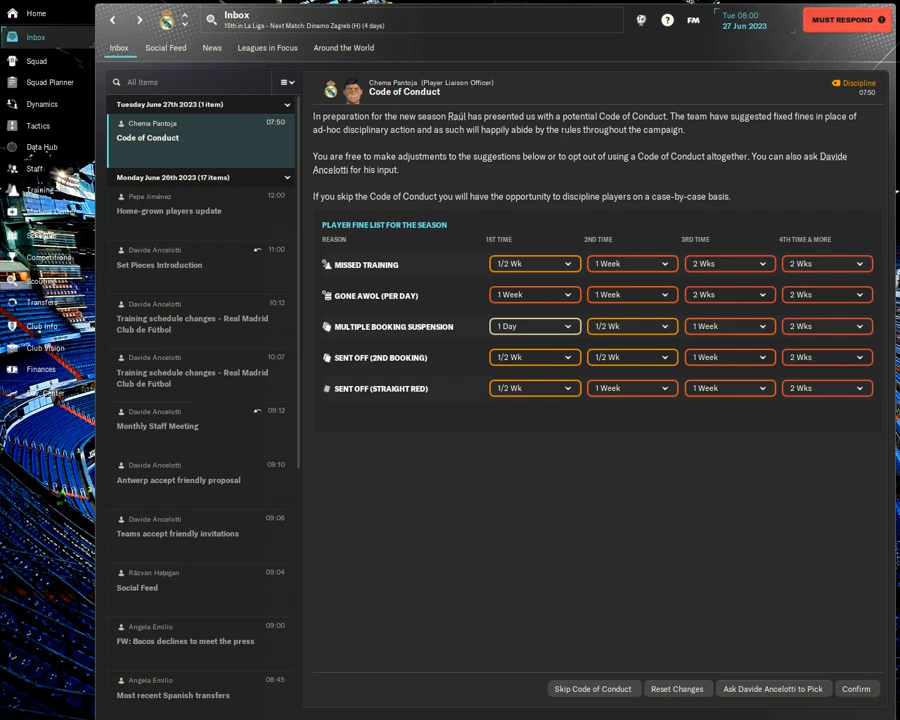 Home
Inbox
Squad
Squad Planner
Dynamics
Tactics
Data Hub
Staff
Training
Medical Centre
Competitions
Scouting
Transfers
Club Info
Club Vision
Finances
Inbox
15th in La Liga - Next Match: Dinamo Zagreb (H) (4 days)
?
FM
Tue 08:00
27 Jun 2023
MUST RESPOND
Inbox
Social Feed
News
Leagues in Focus
Around the World
All Items
Tuesday June 27th 2023 (1 item)
Chema Pantoja
07:50
Code of Conduct
Monday June 26th 2023 (17 items)
Pepe Jiménez
12:00
Home-grown players update
Davide Ancelotti
11:00
Set Pieces Introduction
Davide Ancelotti
10:12
Training schedule changes - Real Madrid
Club de Fútbol
Davide Ancelotti
10:07
Training schedule changes - Real Madrid
Club de Fútbol
Davide Ancelotti
09:12
Monthly Staff Meeting
Davide Ancelotti
09:10
Antwerp accept friendly proposal
Davide Ancelotti
09:06
Teams accept friendly invitations
Răzvan Hațegan
09:04
Social Feed
Angela Emilio
09:00
FW: Bacos declines to meet the press
Angela Emilio
08:45
Most recent Spanish transfers
Chema Pantoja (Player Liaison Officer)
Code of Conduct
Discipline
07:50
In preparation for the new season Raúl has presented us with a potential Code of Conduct. The team have suggested fixed fines in place of
ad-hoc disciplinary action and as such will happily abide by the rules throughout the campaign.
You are free to make adjustments to the suggestions below or to opt out of using a Code of Conduct altogether. You can also ask Davide
Ancelotti for his input.
If you skip the Code of Conduct you will have the opportunity to discipline players on a case-by-case basis.
PLAYER FINE LIST FOR THE SEASON
REASON 1ST TIME 2ND TIME 3RD TIME 4TH TIME & MORE
MISSED TRAINING 1/2 Wk 1 Week 2 Wks 2 Wks
GONE AWOL (PER DAY) 1 Week 1 Week 2 Wks 2 Wks
MULTIPLE BOOKING SUSPENSION 1 Day 1/2 Wk 1 Week 2 Wks
SENT OFF (2ND BOOKING) 1/2 Wk 1/2 Wk 1 Week 2 Wks
SENT OFF (STRAIGHT RED) 1/2 Wk 1 Week 1 Week 2 Wks
Skip Code of Conduct
Reset Changes
Ask Davide Ancelotti to Pick
Confirm